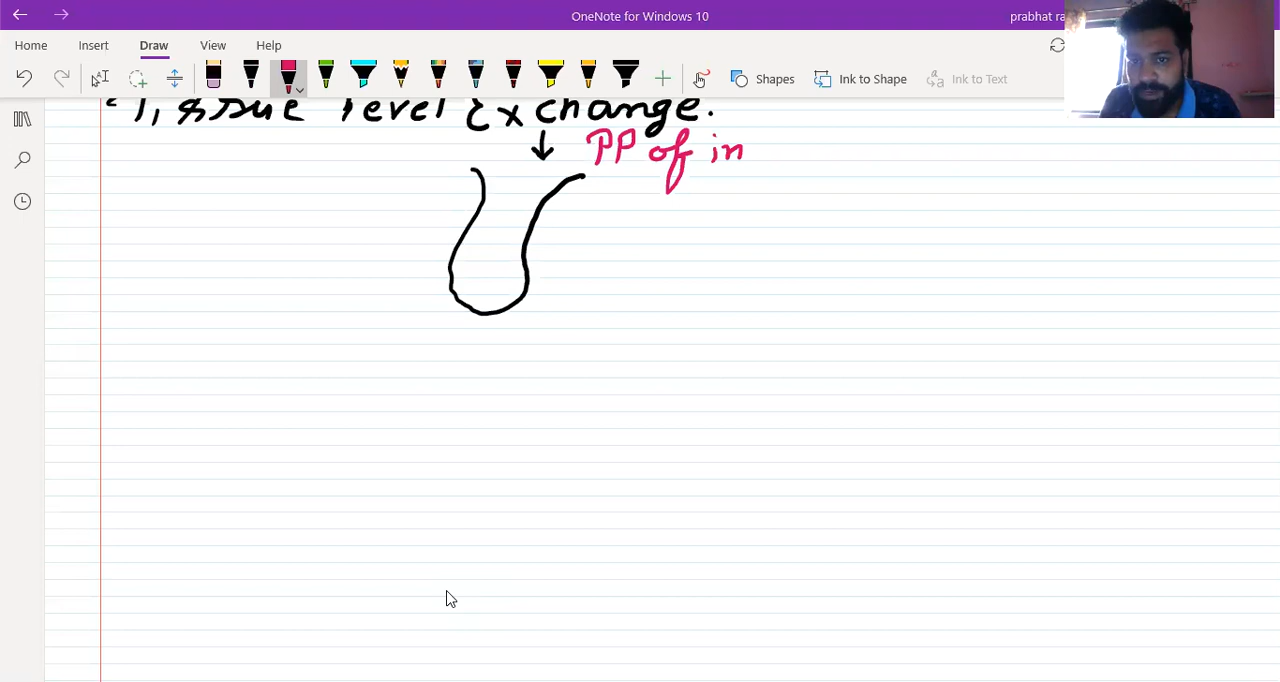 OneNote for Windows 10
prabhat ra
Home Insert Draw View Help
Shapes Ink to Shape Ink to Text
Tissue level Exchange.
PP of in